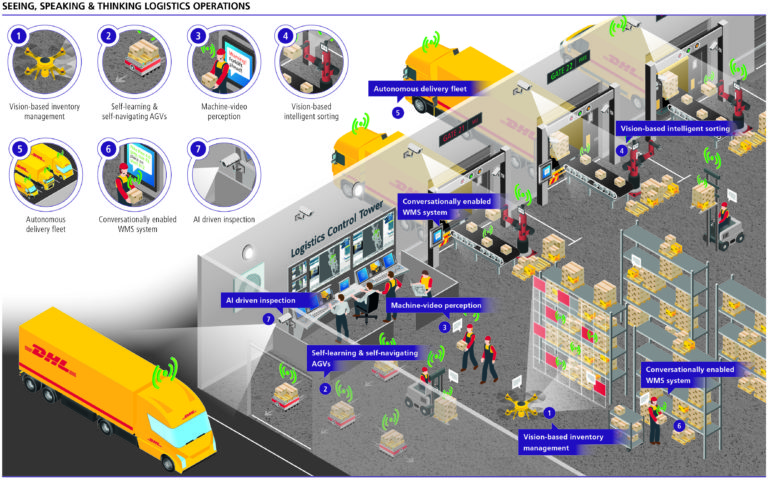 SEEING, SPEAKING & THINKING LOGISTICS OPERATIONS
1
2
3
4
Vision-based inventory
management
Self-learning &
self-navigating AGVs
Machine-video
perception
Vision-based
intelligent sorting
5
6
7
Autonomous
delivery fleet
Conversationally enabled
WMS system
AI driven inspection
DHL
GATE 22
Autonomous delivery fleet
5
GATE 21
Vision-based intelligent sorting
4
Conversationally enabled
WMS system
Logistics Control Tower
AI driven inspection
7
Machine-video perception
3
Self-learning & self-navigating
AGVs
2
DHL
Conversationally enabled
WMS system
6
1
Vision-based inventory
management